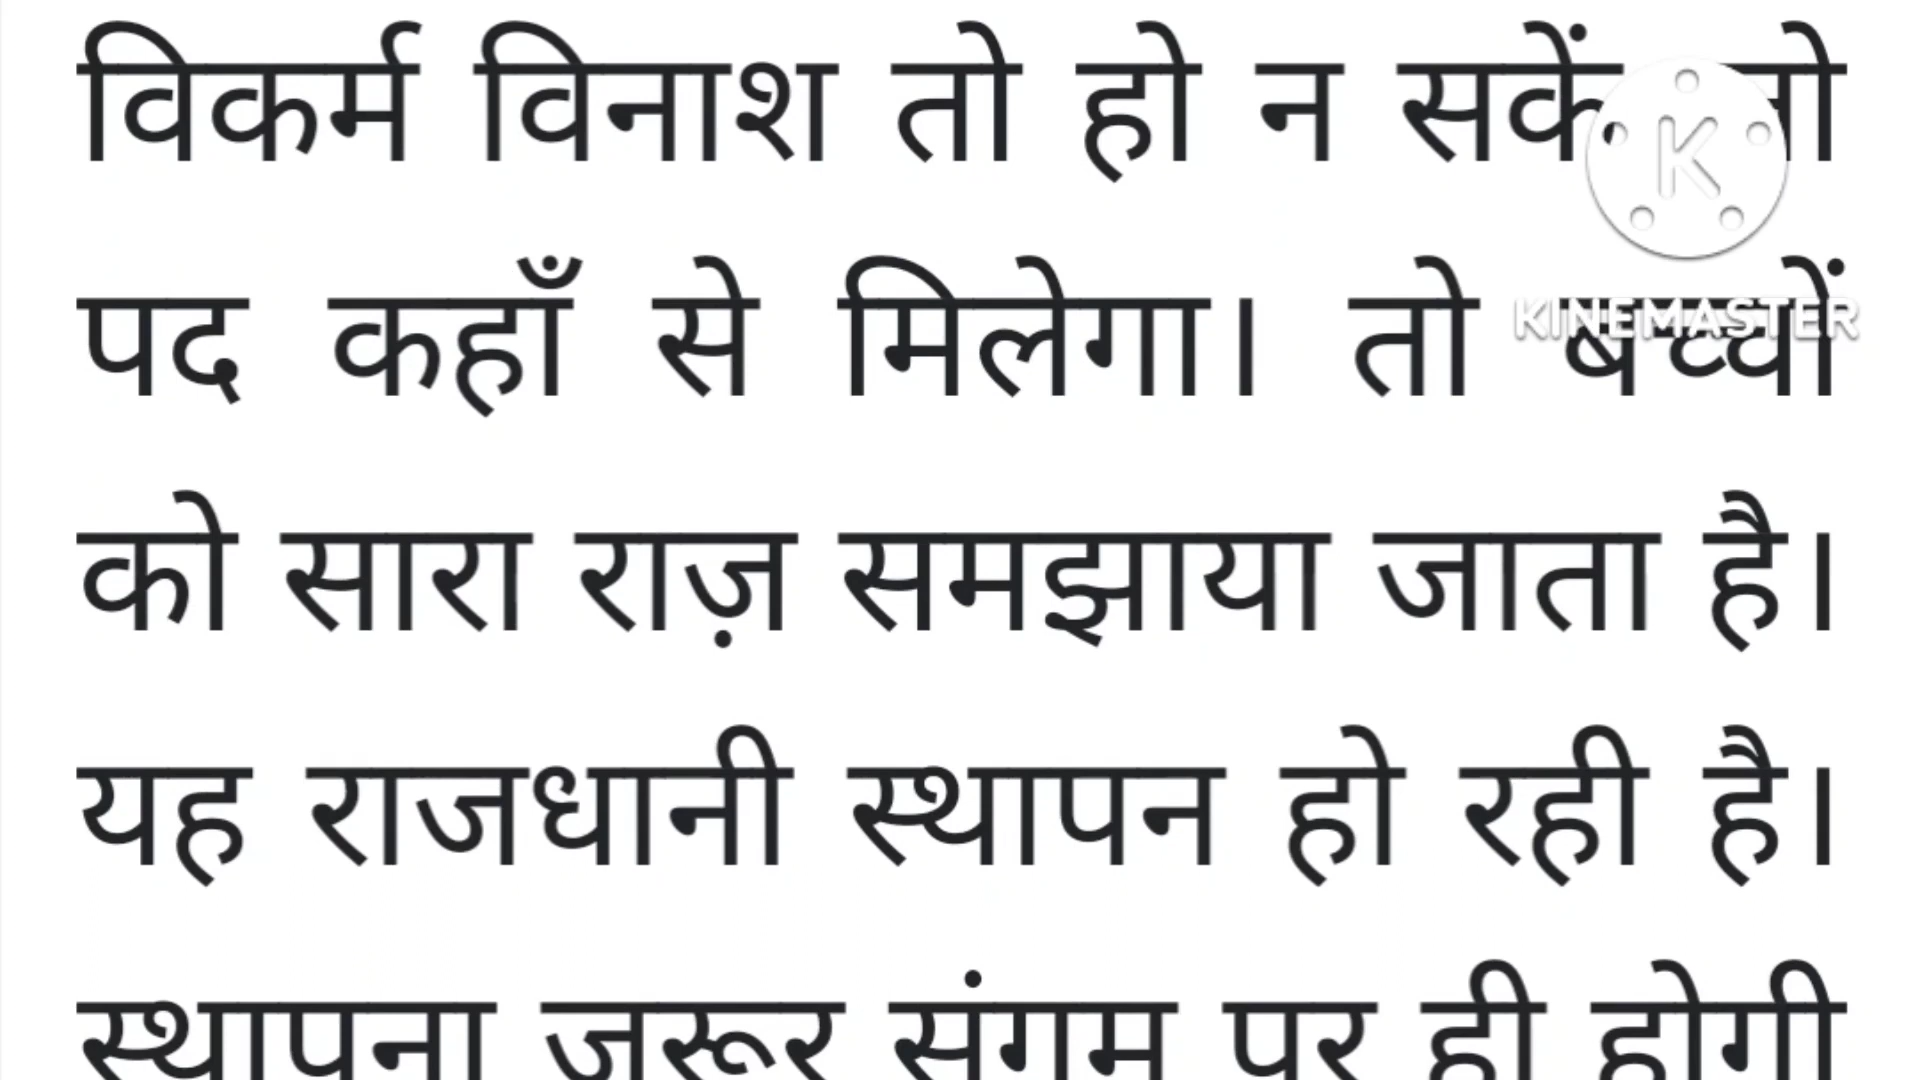 विकर्म विनाश तो हो न सकें तो
पद कहाँ से मिलेगा। तो बच्चों
KINEMASTER
को सारा राज़ समझाया जाता है।
यह राजधानी स्थापन हो रही है।
स्थापना जरूर संगम पर ही होगी